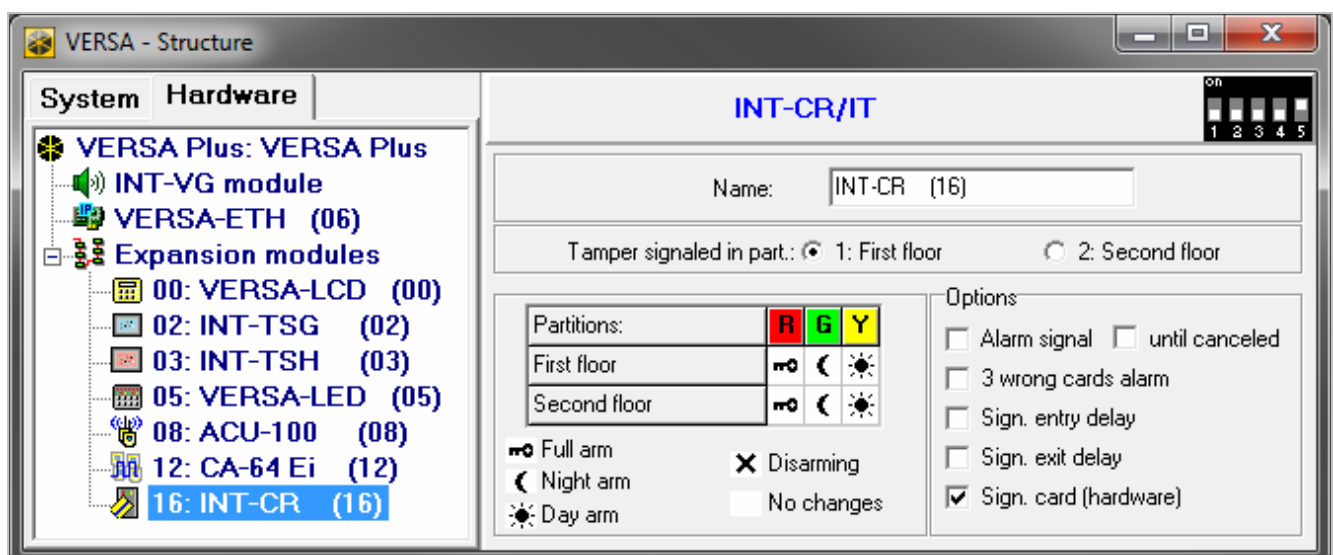 VERSA - Structure
System Hardware
VERSA Plus: VERSA Plus
INT-VG module
VERSA-ETH (06)
Expansion modules
00: VERSA-LCD (00)
02: INT-TSG (02)
03: INT-TSH (03)
05: VERSA-LED (05)
08: ACU-100 (08)
12: CA-64 Ei (12)
16: INT-CR (16)
INT-CR/IT
on
1 2 3 4 5
Name: INT-CR (16)
Tamper signaled in part.: 1: First floor 2: Second floor
Partitions: R G Y
First floor
Second floor
Full arm
Night arm
Day arm
Disarming
No changes
Options
Alarm signal until canceled
3 wrong cards alarm
Sign. entry delay
Sign. exit delay
Sign. card (hardware)